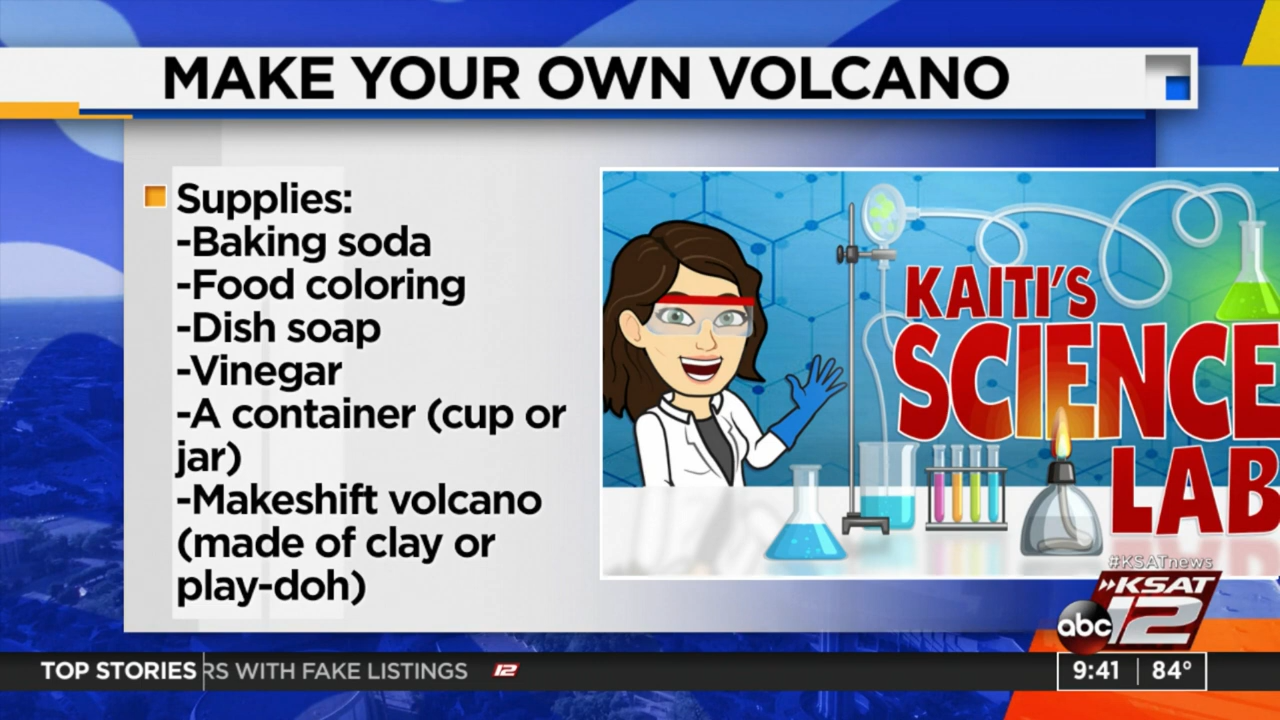 MAKE YOUR OWN VOLCANO
Supplies:
-Baking soda
-Food coloring
-Dish soap
-Vinegar
-A container (cup or
jar)
-Makeshift volcano
(made of clay or
play-doh)
KAITI'S
SCIENCE
LAB
#KSATnews
KSAT
abc 12
TOP STORIES RS WITH FAKE LISTINGS 12
9:41 84°